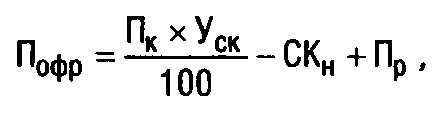 Пофр = Пк × Уск / 100 − СКн + Пр ,